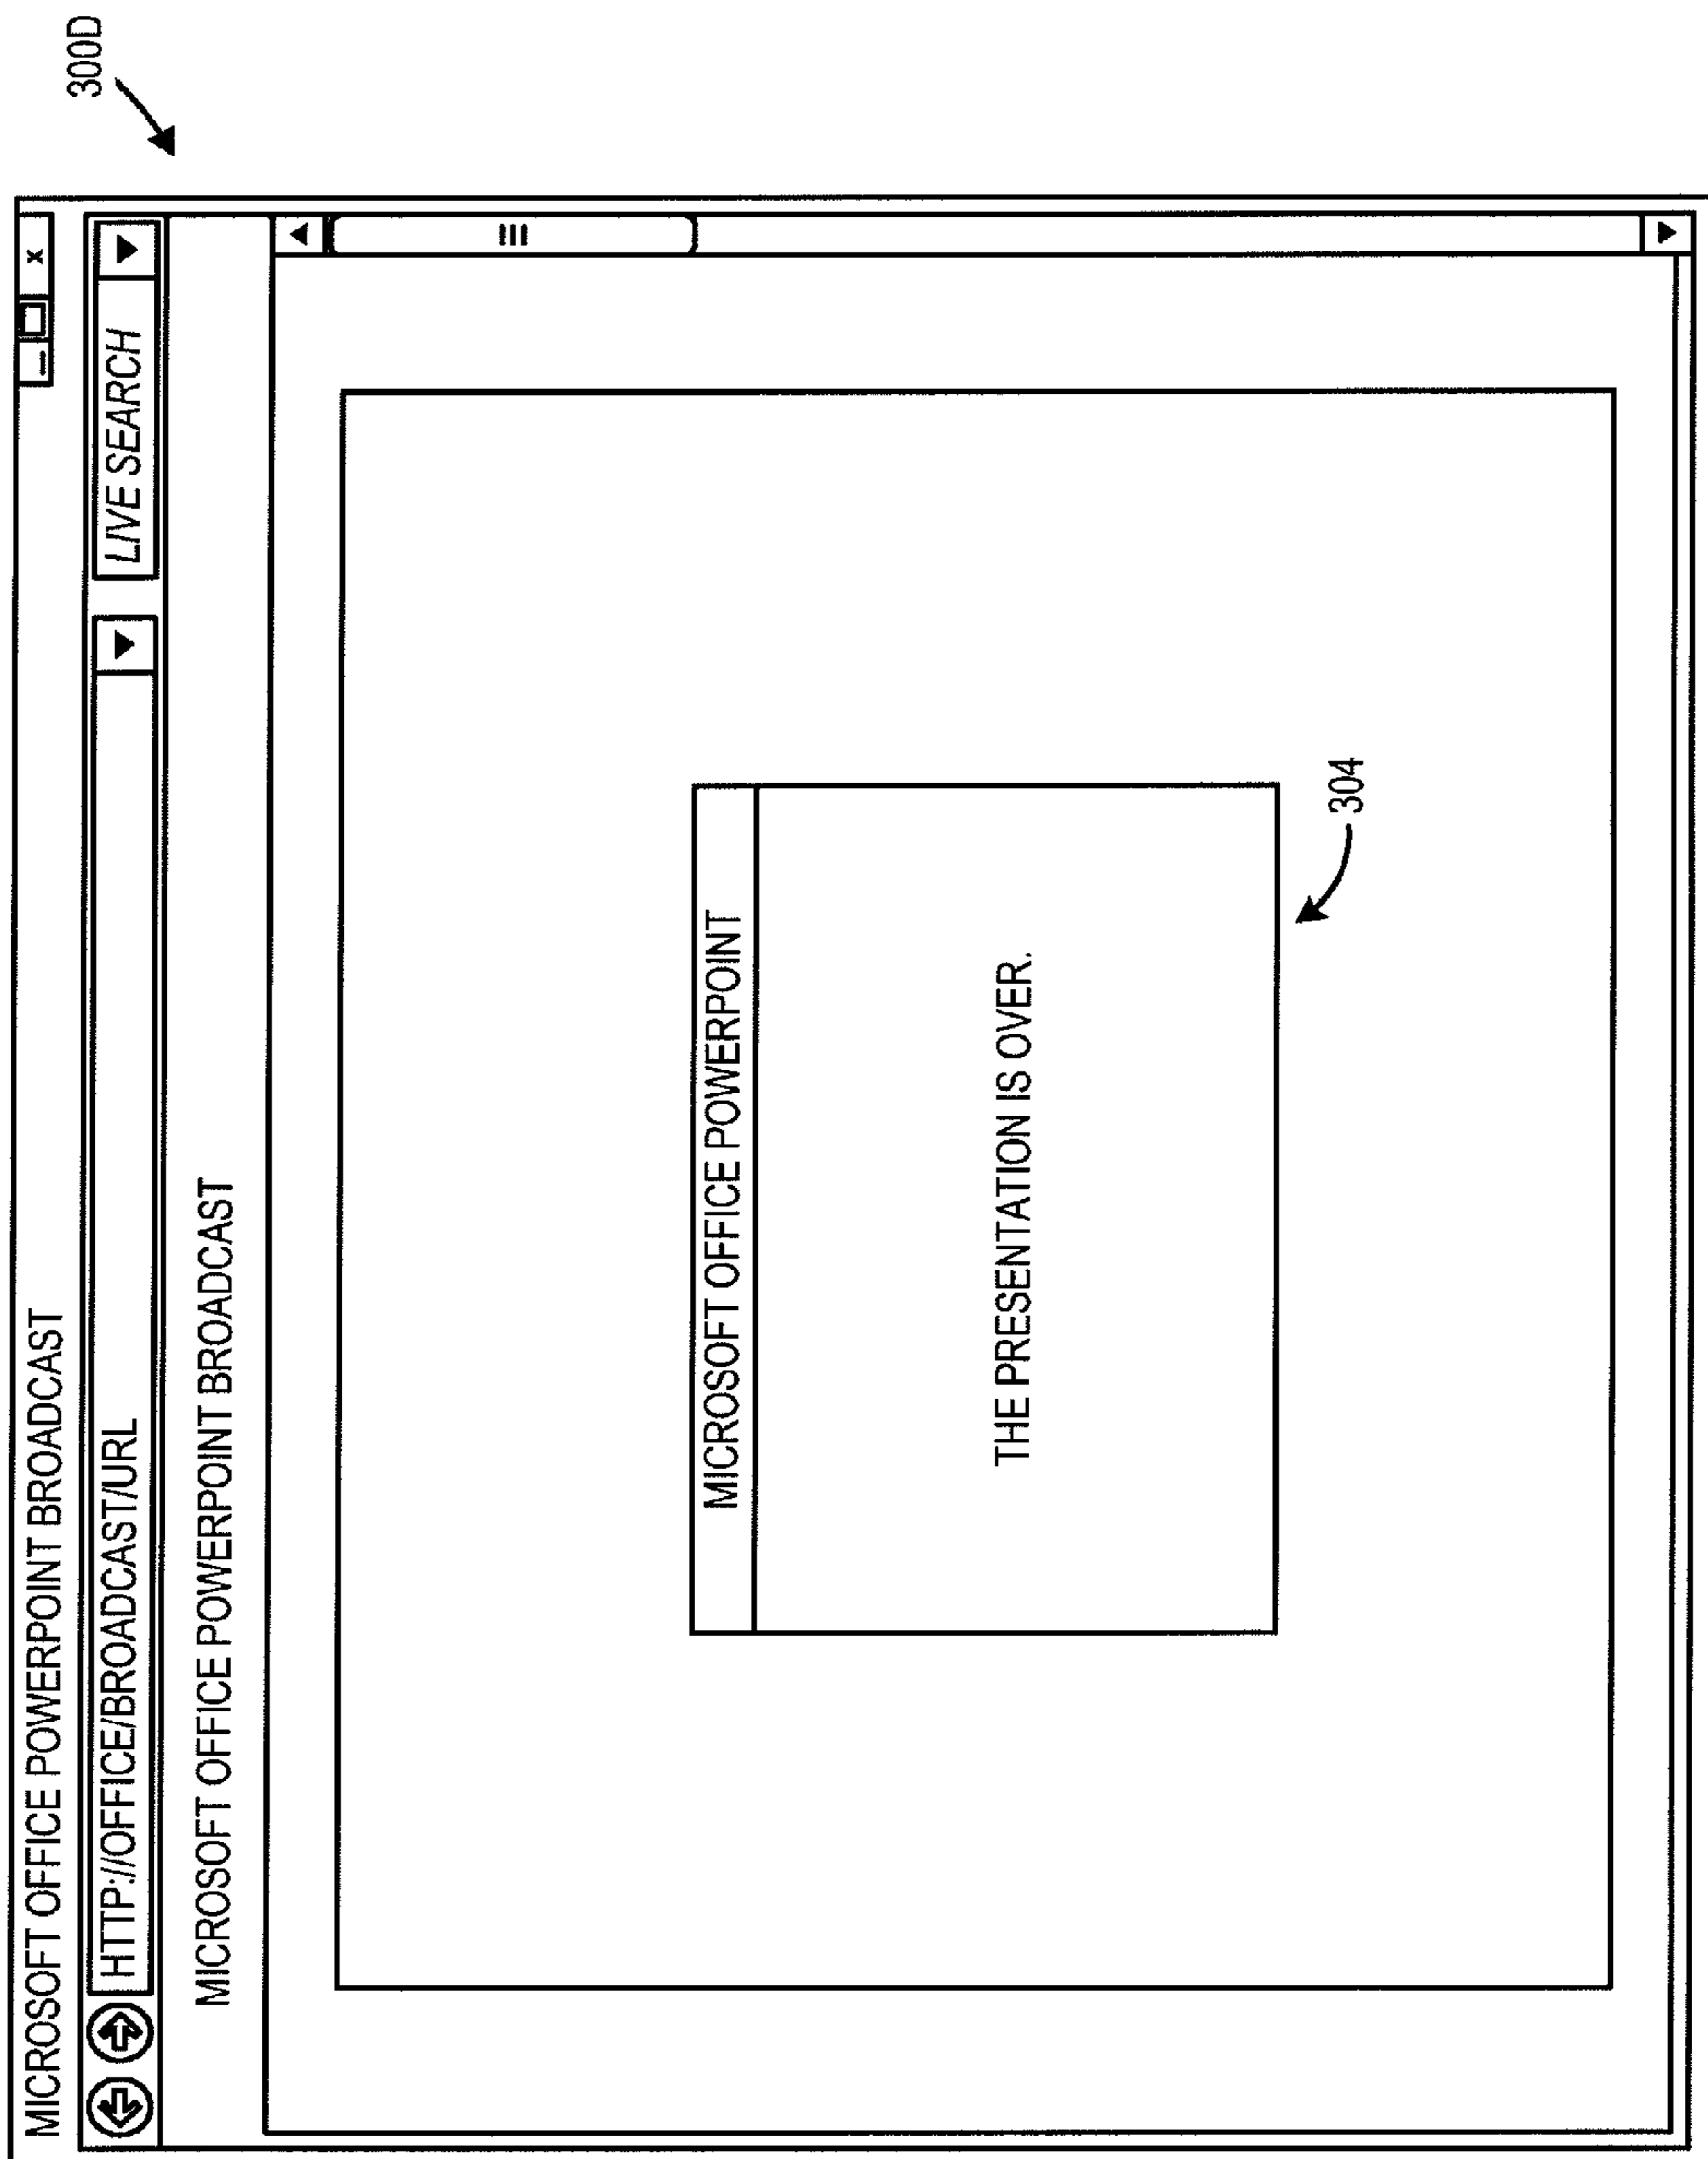 300D
MICROSOFT OFFICE POWERPOINT BROADCAST
_ x
HTTP://OFFICE/BROADCAST/URL
LIVE SEARCH
MICROSOFT OFFICE POWERPOINT BROADCAST
MICROSOFT OFFICE POWERPOINT
THE PRESENTATION IS OVER.
304